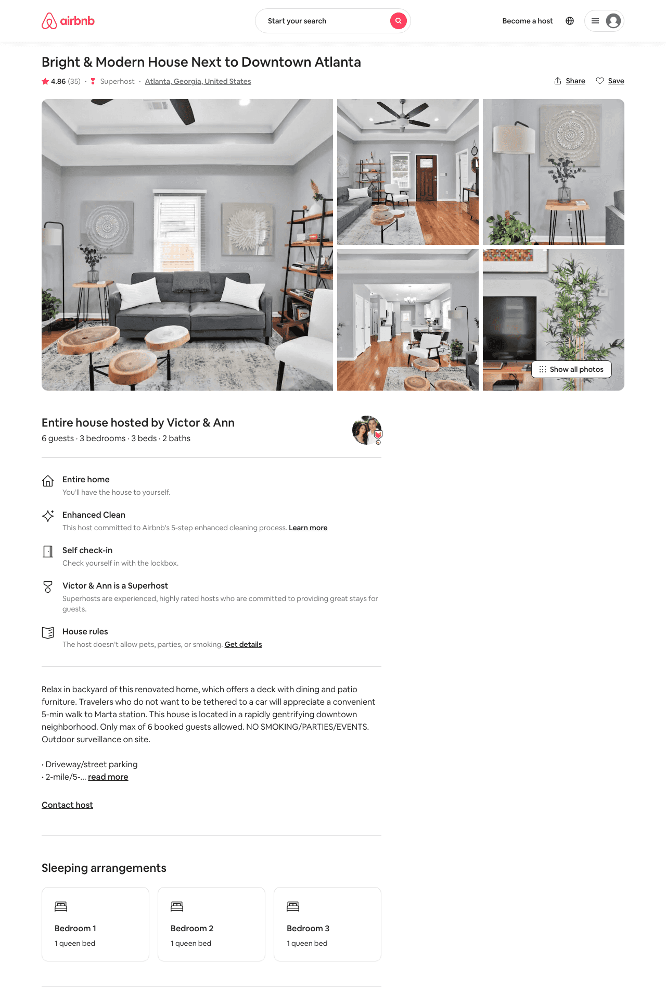 airbnb
Start your search
Become a host
Bright & Modern House Next to Downtown Atlanta
4.86 (35) · Superhost · Atlanta, Georgia, United States
Share
Save
Show all photos
Entire house hosted by Victor & Ann
6 guests · 3 bedrooms · 3 beds · 2 baths
Entire home
You’ll have the house to yourself.
Enhanced Clean
This host committed to Airbnb's 5-step enhanced cleaning process. Learn more
Self check-in
Check yourself in with the lockbox.
Victor & Ann is a Superhost
Superhosts are experienced, highly rated hosts who are committed to providing great stays for
guests.
House rules
The host doesn’t allow pets, parties, or smoking. Get details
Relax in backyard of this renovated home, which offers a deck with dining and patio
furniture. Travelers who do not want to be tethered to a car will appreciate a convenient
5-min walk to Marta station. This house is located in a rapidly gentrifying downtown
neighborhood. Only max of 6 booked guests allowed. NO SMOKING/PARTIES/EVENTS.
Outdoor surveillance on site.
· Driveway/street parking
· 2-mile/5-… read more
Contact host
Sleeping arrangements
Bedroom 1
1 queen bed
Bedroom 2
1 queen bed
Bedroom 3
1 queen bed